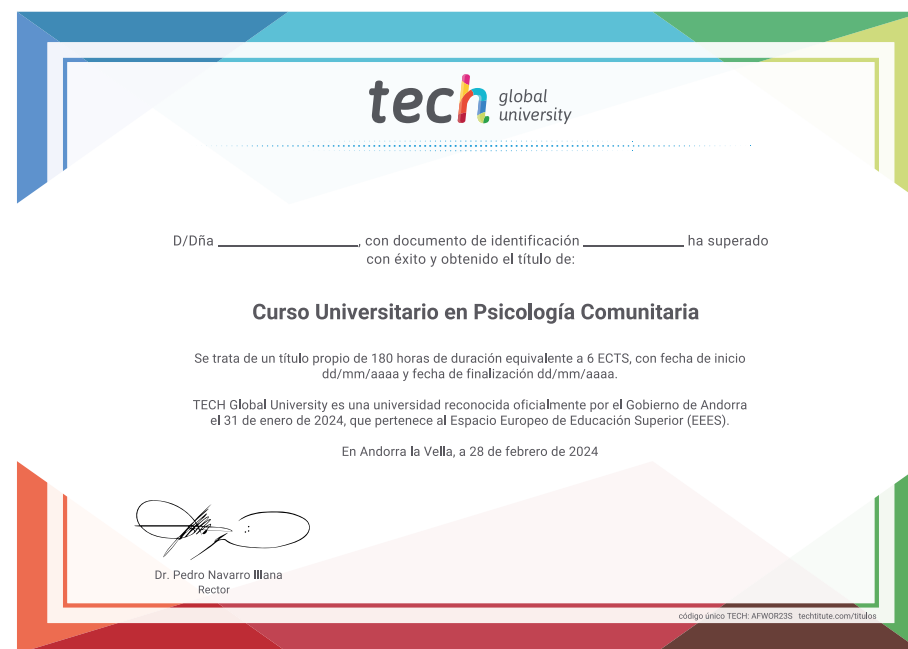 tech global university
D/Dña ____________________, con documento de identificación ______________ ha superado
con éxito y obtenido el título de:
Curso Universitario en Psicología Comunitaria
Se trata de un título propio de 180 horas de duración equivalente a 6 ECTS, con fecha de inicio
dd/mm/aaaa y fecha de finalización dd/mm/aaaa.
TECH Global University es una universidad reconocida oficialmente por el Gobierno de Andorra
el 31 de enero de 2024, que pertenece al Espacio Europeo de Educación Superior (EEES).
En Andorra la Vella, a 28 de febrero de 2024
Dr. Pedro Navarro Illana
Rector
código único TECH: AFWOR23S techtitute.com/titulos